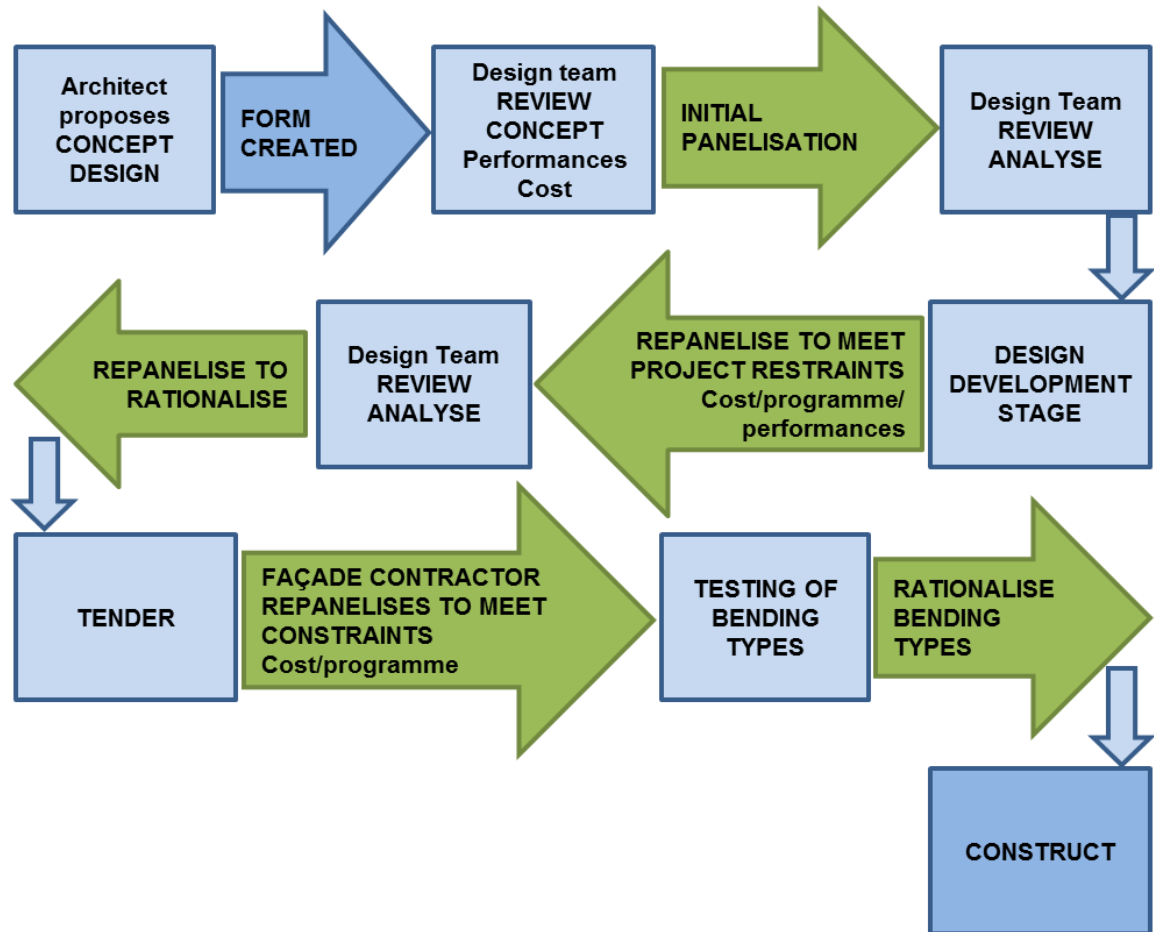 Architect
proposes
CONCEPT
DESIGN
FORM
CREATED
Design team
REVIEW
CONCEPT
Performances
Cost
INITIAL
PANELISATION
Design Team
REVIEW
ANALYSE
DESIGN
DEVELOPMENT
STAGE
REPANELISE TO MEET
PROJECT RESTRAINTS
Cost/programme/
performances
Design Team
REVIEW
ANALYSE
REPANELISE TO
RATIONALISE
TENDER
FAÇADE CONTRACTOR
REPANELISES TO MEET
CONSTRAINTS
Cost/programme
TESTING OF
BENDING
TYPES
RATIONALISE
BENDING
TYPES
CONSTRUCT